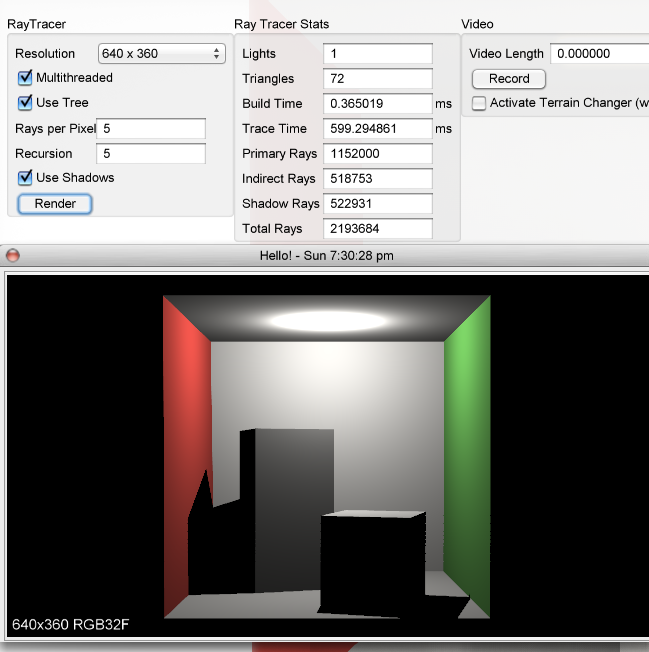 RayTracer
Resolution 640 x 360
Multithreaded
Use Tree
Rays per Pixel 5
Recursion 5
Use Shadows
Render
Ray Tracer Stats
Lights 1
Triangles 72
Build Time 0.365019 ms
Trace Time 599.294861 ms
Primary Rays 1152000
Indirect Rays 518753
Shadow Rays 522931
Total Rays 2193684
Video
Video Length 0.000000
Record
Activate Terrain Changer (w
Hello! - Sun 7:30:28 pm
640x360 RGB32F